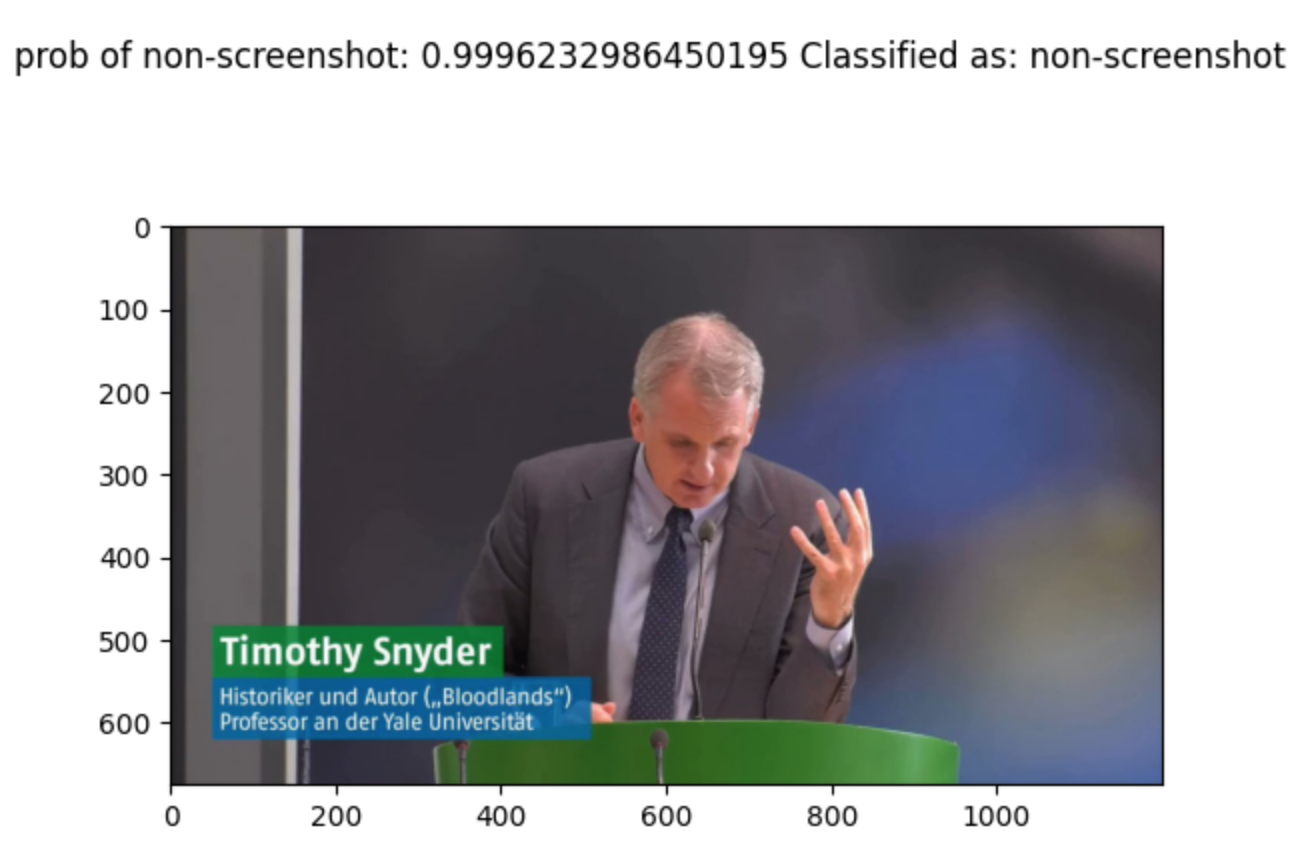 prob of non-screenshot: 0.9996232986450195 Classified as: non-screenshot
0
100
200
300
400
500
600
Timothy Snyder
Historiker und Autor („Bloodlands“)
Professor an der Yale Universität
0 200 400 600 800 1000